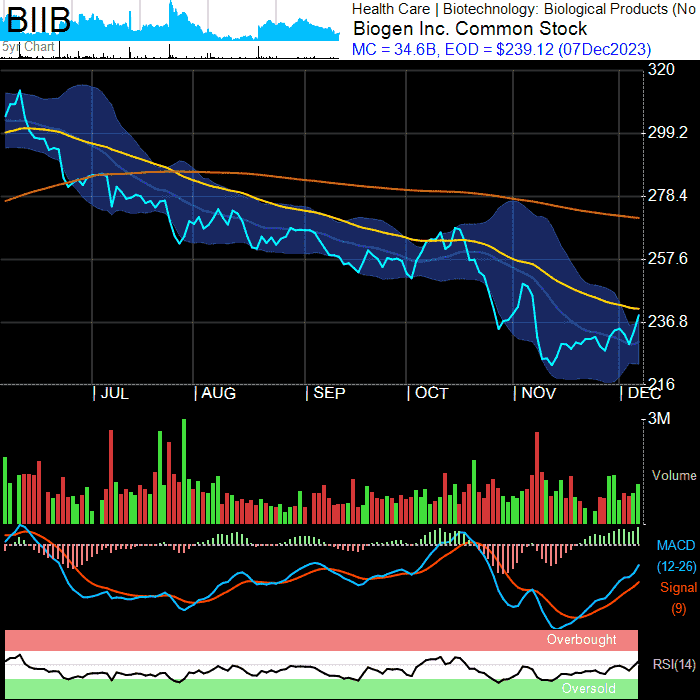 BIIB
5yr Chart
Health Care | Biotechnology: Biological Products (No
Biogen Inc. Common Stock
MC = 34.6B, EOD = $239.12 (07Dec2023)
320
299.2
278.4
257.6
236.8
216
JUL AUG SEP OCT NOV DEC
3M
Volume
MACD
(12-26)
Signal
(9)
Overbought
RSI(14)
Oversold